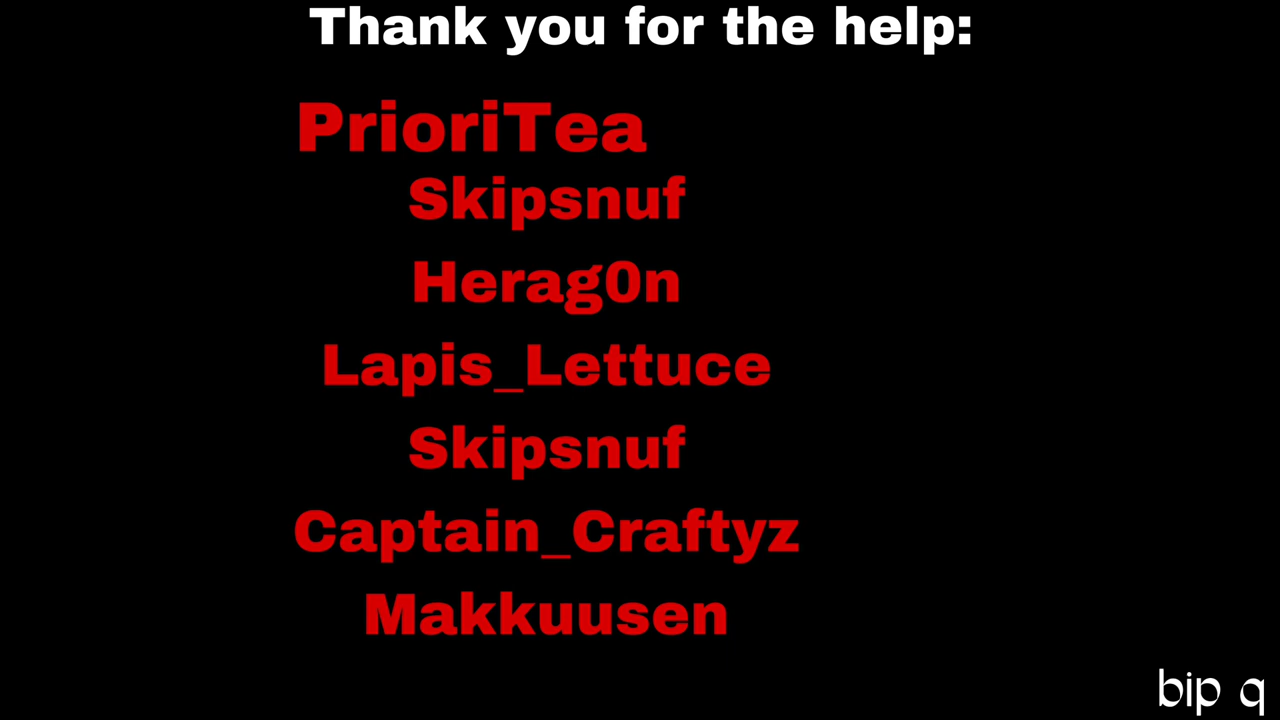 Thank you for the help:
PrioriTea
Skipsnuf
Herag0n
Lapis_Lettuce
Skipsnuf
Captain_Craftyz
Makkuusen
bip q